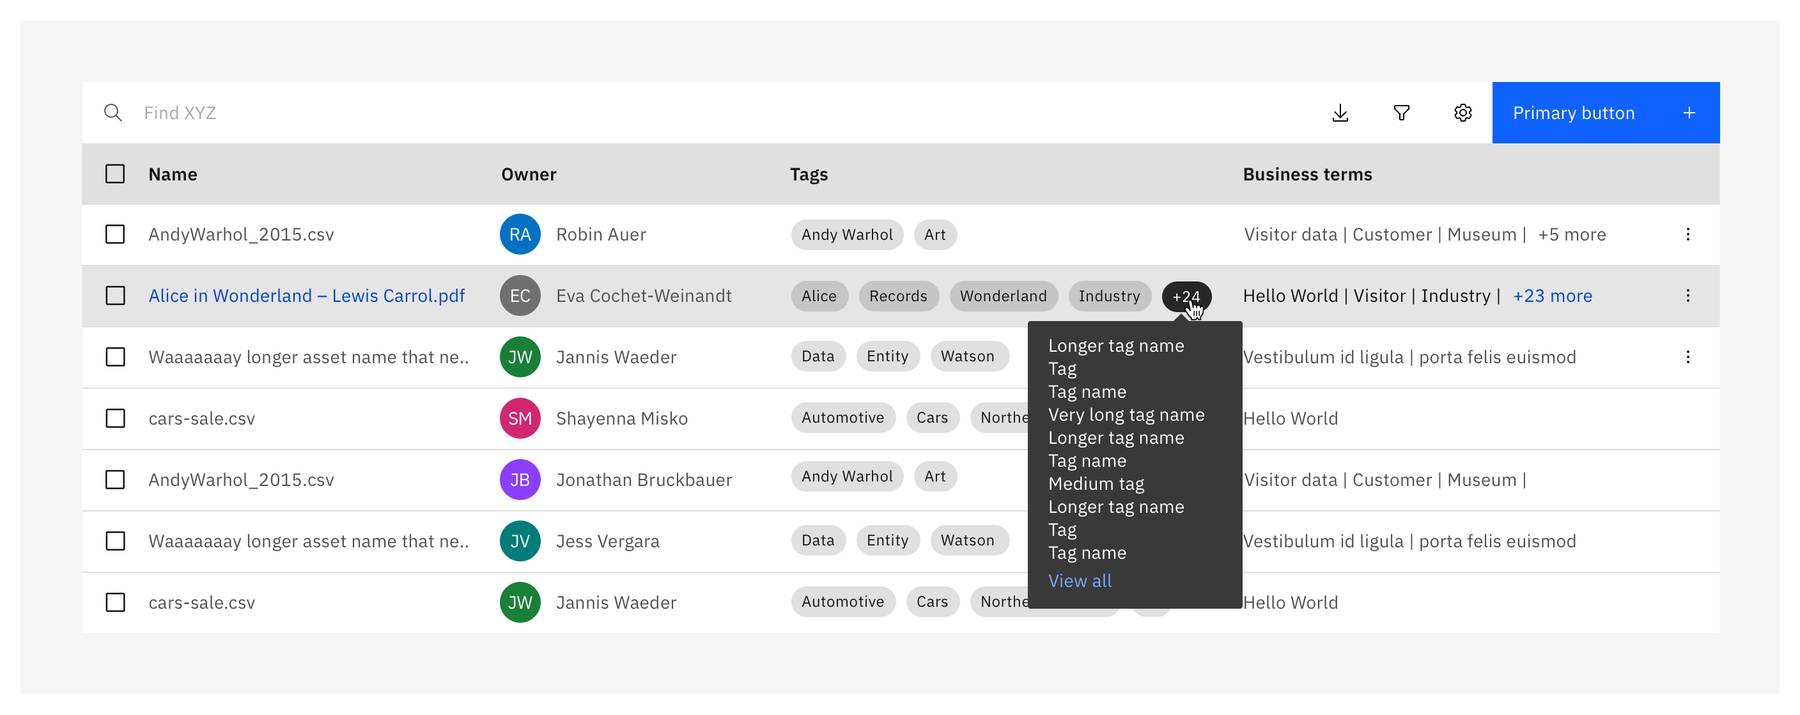 Find XYZ
Primary button
Name Owner Tags Business terms
AndyWarhol_2015.csv RA Robin Auer Andy Warhol Art Visitor data | Customer | Museum | +5 more
Alice in Wonderland – Lewis Carrol.pdf EC Eva Cochet-Weinandt Alice Records Wonderland Industry +24 Hello World | Visitor | Industry | +23 more
Waaaaaaay longer asset name that ne.. JW Jannis Waeder Data Entity Watson Vestibulum id ligula | porta felis euismod
cars-sale.csv SM Shayenna Misko Automotive Cars Hello World
AndyWarhol_2015.csv JB Jonathan Bruckbauer Andy Warhol Art Visitor data | Customer | Museum |
Waaaaaaay longer asset name that ne.. JV Jess Vergara Data Entity Watson Vestibulum id ligula | porta felis euismod
cars-sale.csv JW Jannis Waeder Automotive Cars Hello World
Longer tag name
Tag
Tag name
Very long tag name
Longer tag name
Tag name
Medium tag
Longer tag name
Tag
Tag name
View all